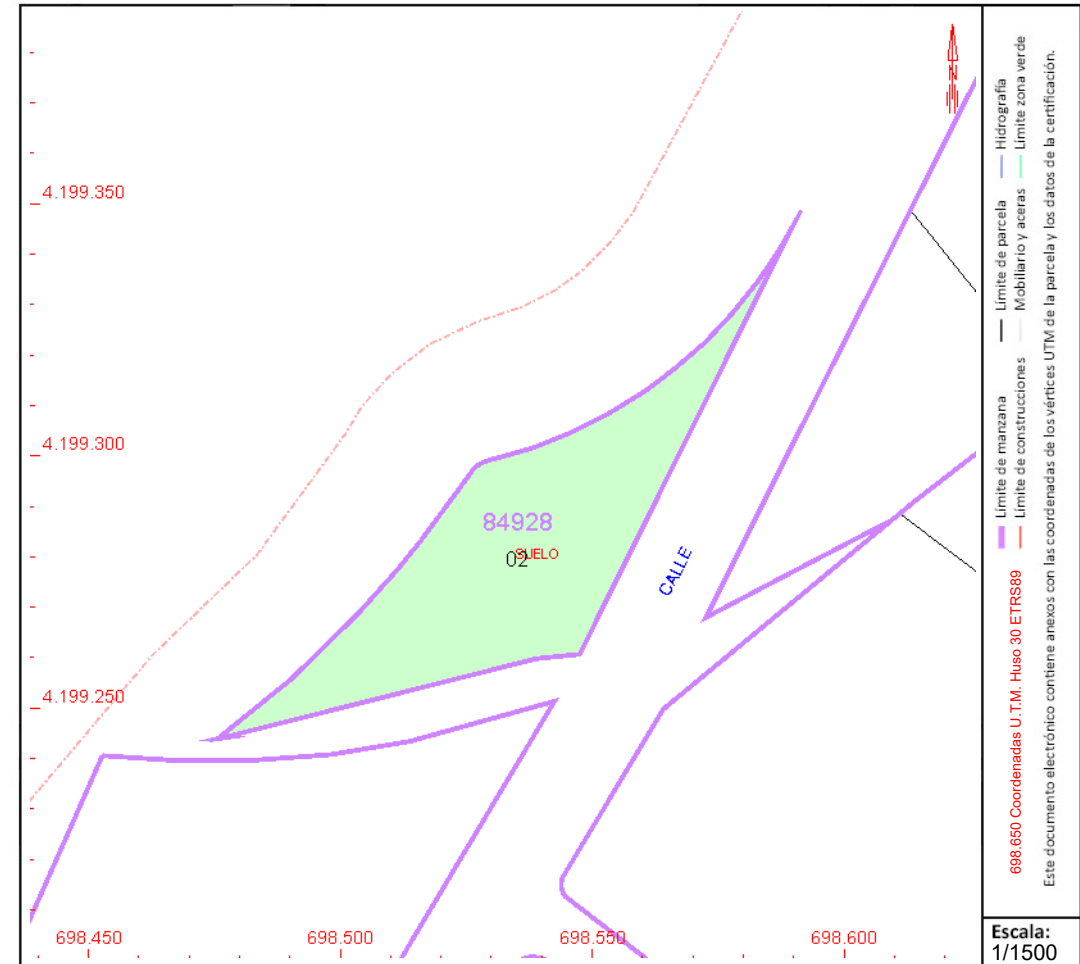 4.199.350
4.199.300
4.199.250
84928
02
SUELO
CALLE
698.450
698.500
698.550
698.600
Límite de manzana
Límite de parcela
Hidrografía
Límite de construcciones
Mobiliario y aceras
Límite zona verde
698.650 Coordenadas U.T.M. Huso 30 ETRS89
Este documento electrónico contiene anexos con las coordenadas de los vértices UTM de la parcela y los datos de la certificación.
Escala:
1/1500